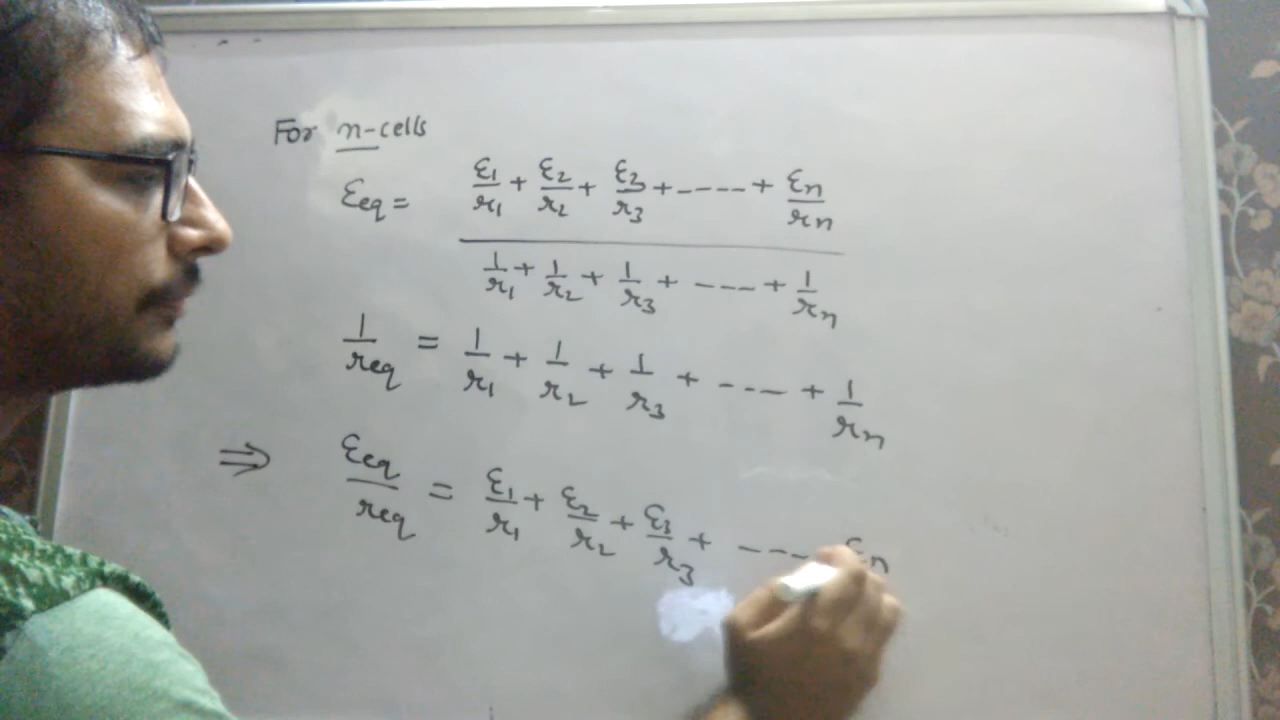 For n-cells
εeq = ε1/r1 + ε2/r2 + ε3/r3 + ---- + εn/rn
1/r1 + 1/r2 + 1/r3 + ---- + 1/rn
1/req = 1/r1 + 1/r2 + 1/r3 + ---- + 1/rn
⇒ εeq/req = ε1/r1 + ε2/r2 + ε3/r3 + ---- εn